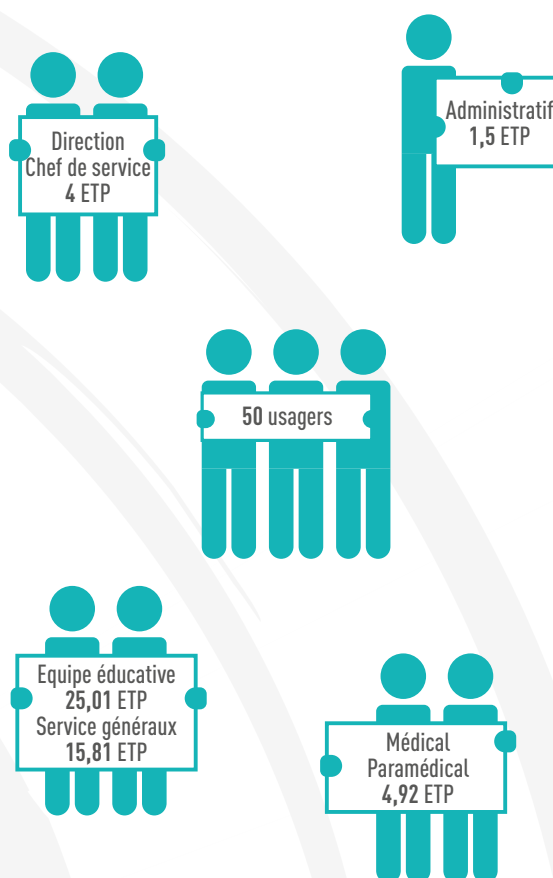 Direction
Chef de service
4 ETP
Administratif
1,5 ETP
50 usagers
Equipe éducative
25,01 ETP
Service généraux
15,81 ETP
Médical
Paramédical
4,92 ETP